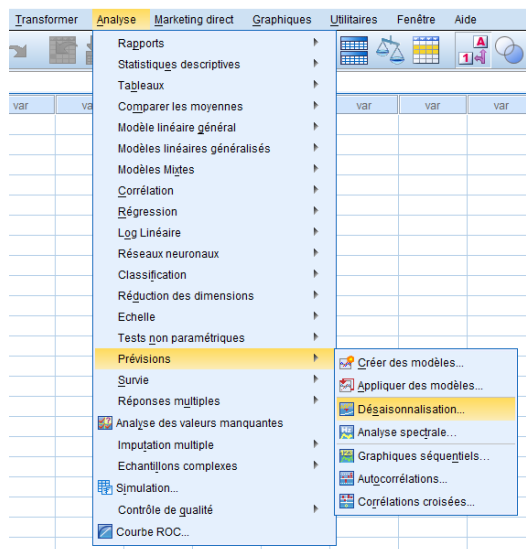 Transformer Analyse Marketing direct Graphiques Utilitaires Fenêtre Aide
Rapports
Statistiques descriptives
Tableaux
Comparer les moyennes
Modèle linéaire général
Modèles linéaires généralisés
Modèles Mixtes
Corrélation
Régression
Log Linéaire
Réseaux neuronaux
Classification
Réduction des dimensions
Echelle
Tests non paramétriques
Prévisions
Survie
Réponses multiples
Analyse des valeurs manquantes
Imputation multiple
Echantillons complexes
Simulation...
Contrôle de qualité
Courbe ROC...
Créer des modèles...
Appliquer des modèles...
Désaisonnalisation...
Analyse spectrale...
Graphiques séquentiels...
Autocorrélations...
Corrélations croisées...
var va var var var
A
1